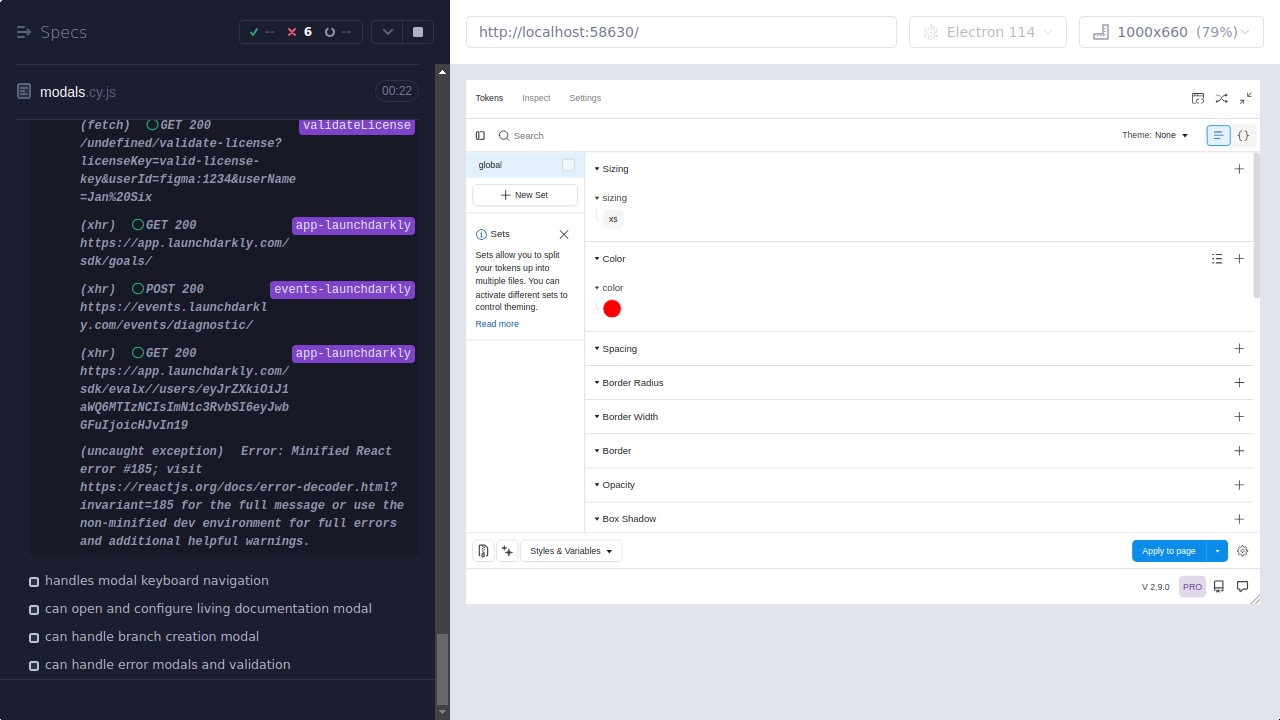 Specs
--
6
--
modals.cy.js
00:22
(fetch) GET 200 validateLicense
/undefined/validate-license?
licenseKey=valid-license-
key&userId=figma:1234&userName
=Jan%20Six
(xhr) GET 200 app-launchdarkly
https://app.launchdarkly.com/
sdk/goals/
(xhr) POST 200 events-launchdarkly
https://events.launchdarkl
y.com/events/diagnostic/
(xhr) GET 200 app-launchdarkly
https://app.launchdarkly.com/
sdk/evalx//users/eyJrZXkiOiJ1
aWQ6MTIzNCIsImN1c3RvbSI6eyJwb
GFuIjoicHJvIn19
(uncaught exception) Error: Minified React
error #185; visit
https://reactjs.org/docs/error-decoder.html?
invariant=185 for the full message or use the
non-minified dev environment for full errors
and additional helpful warnings.
handles modal keyboard navigation
can open and configure living documentation modal
can handle branch creation modal
can handle error modals and validation
http://localhost:58630/
Electron 114
1000x660 (79%)
Tokens Inspect Settings
Search
Theme: None
{}
global
New Set
Sets
Sets allow you to split
your tokens up into
multiple files. You can
activate different sets to
control theming.
Read more
Sizing
sizing
xs
Color
color
Spacing
Border Radius
Border Width
Border
Opacity
Box Shadow
Styles & Variables
Apply to page
V 2.9.0
PRO